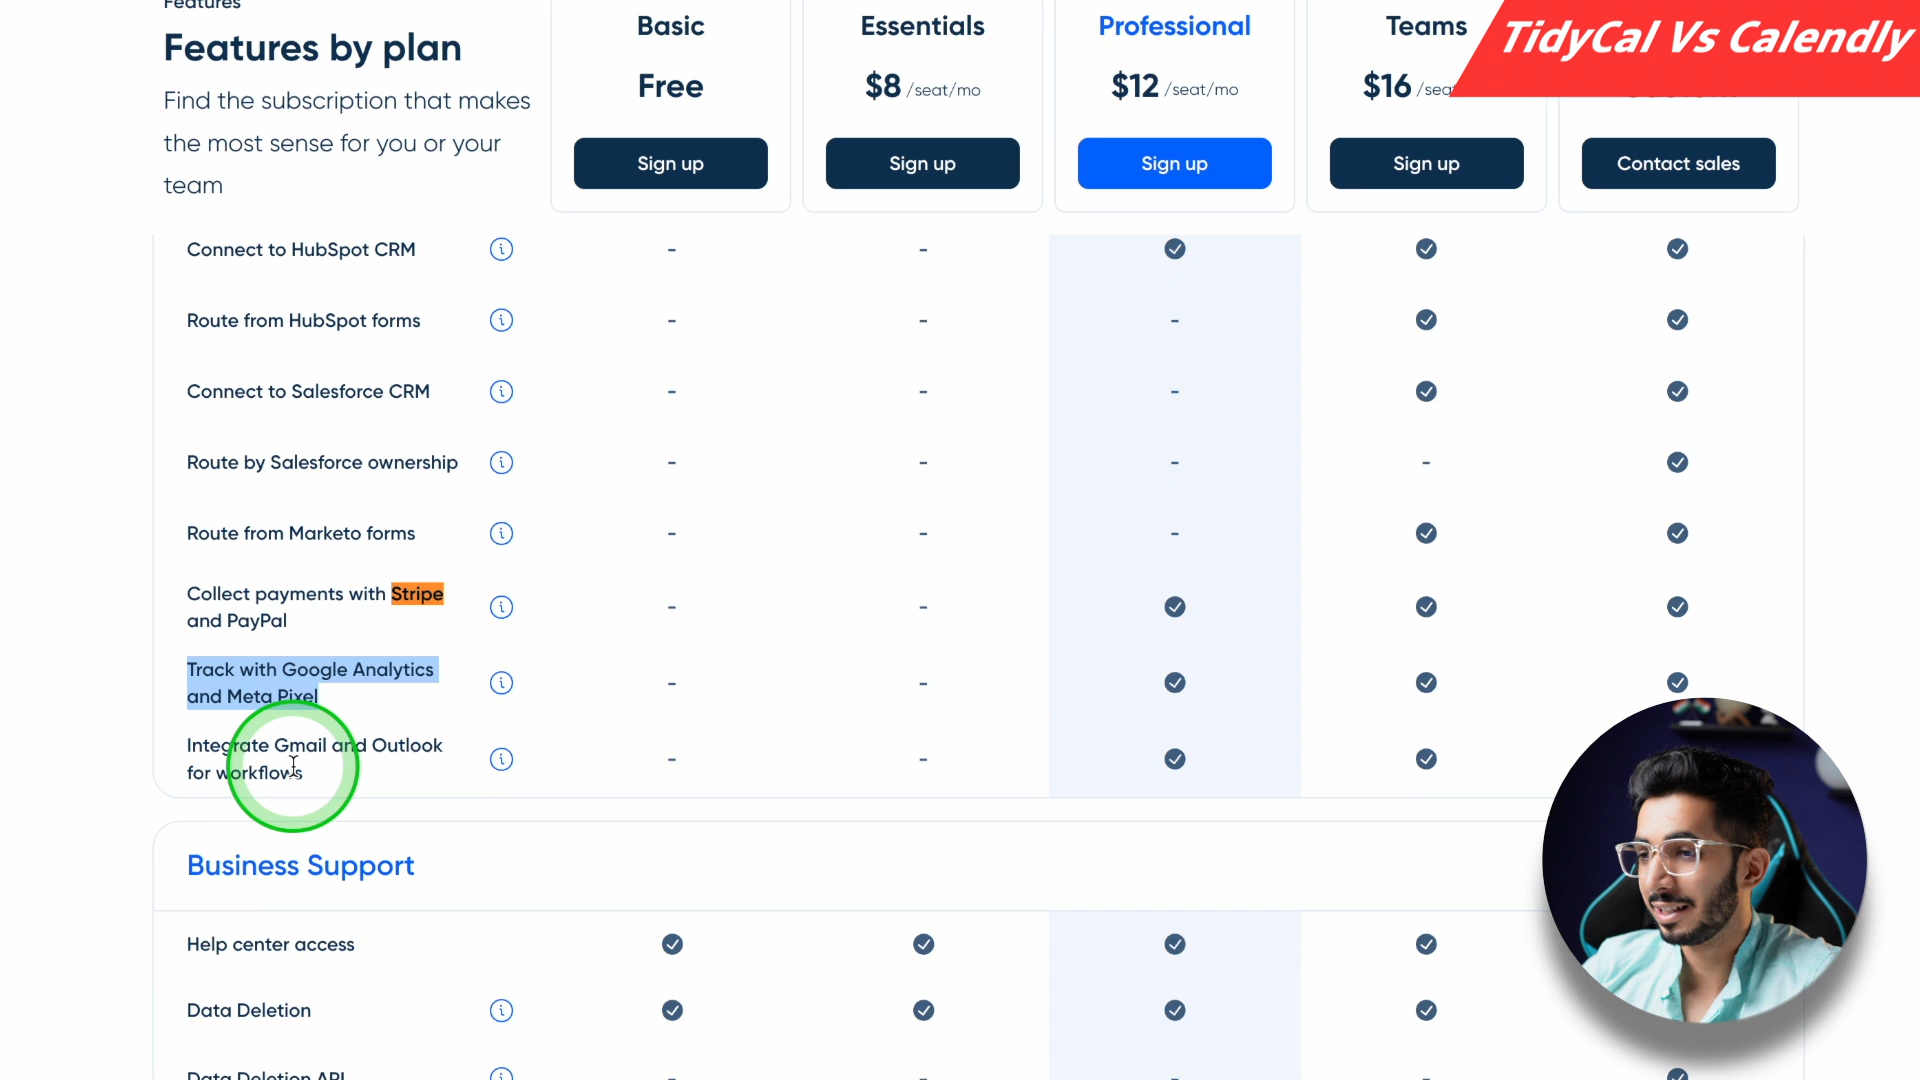 Features
Features by plan
Find the subscription that makes
the most sense for you or your
team
Basic
Free
Sign up
Essentials
$8 /seat/mo
Sign up
Professional
$12 /seat/mo
Sign up
Teams
$16 /sea
Sign up
Contact sales
TidyCal Vs Calendly
Connect to HubSpot CRM
Route from HubSpot forms
Connect to Salesforce CRM
Route by Salesforce ownership
Route from Marketo forms
Collect payments with Stripe
and PayPal
Track with Google Analytics
and Meta Pixel
Integrate Gmail and Outlook
for workflows
Business Support
Help center access
Data Deletion
Data Deletion API